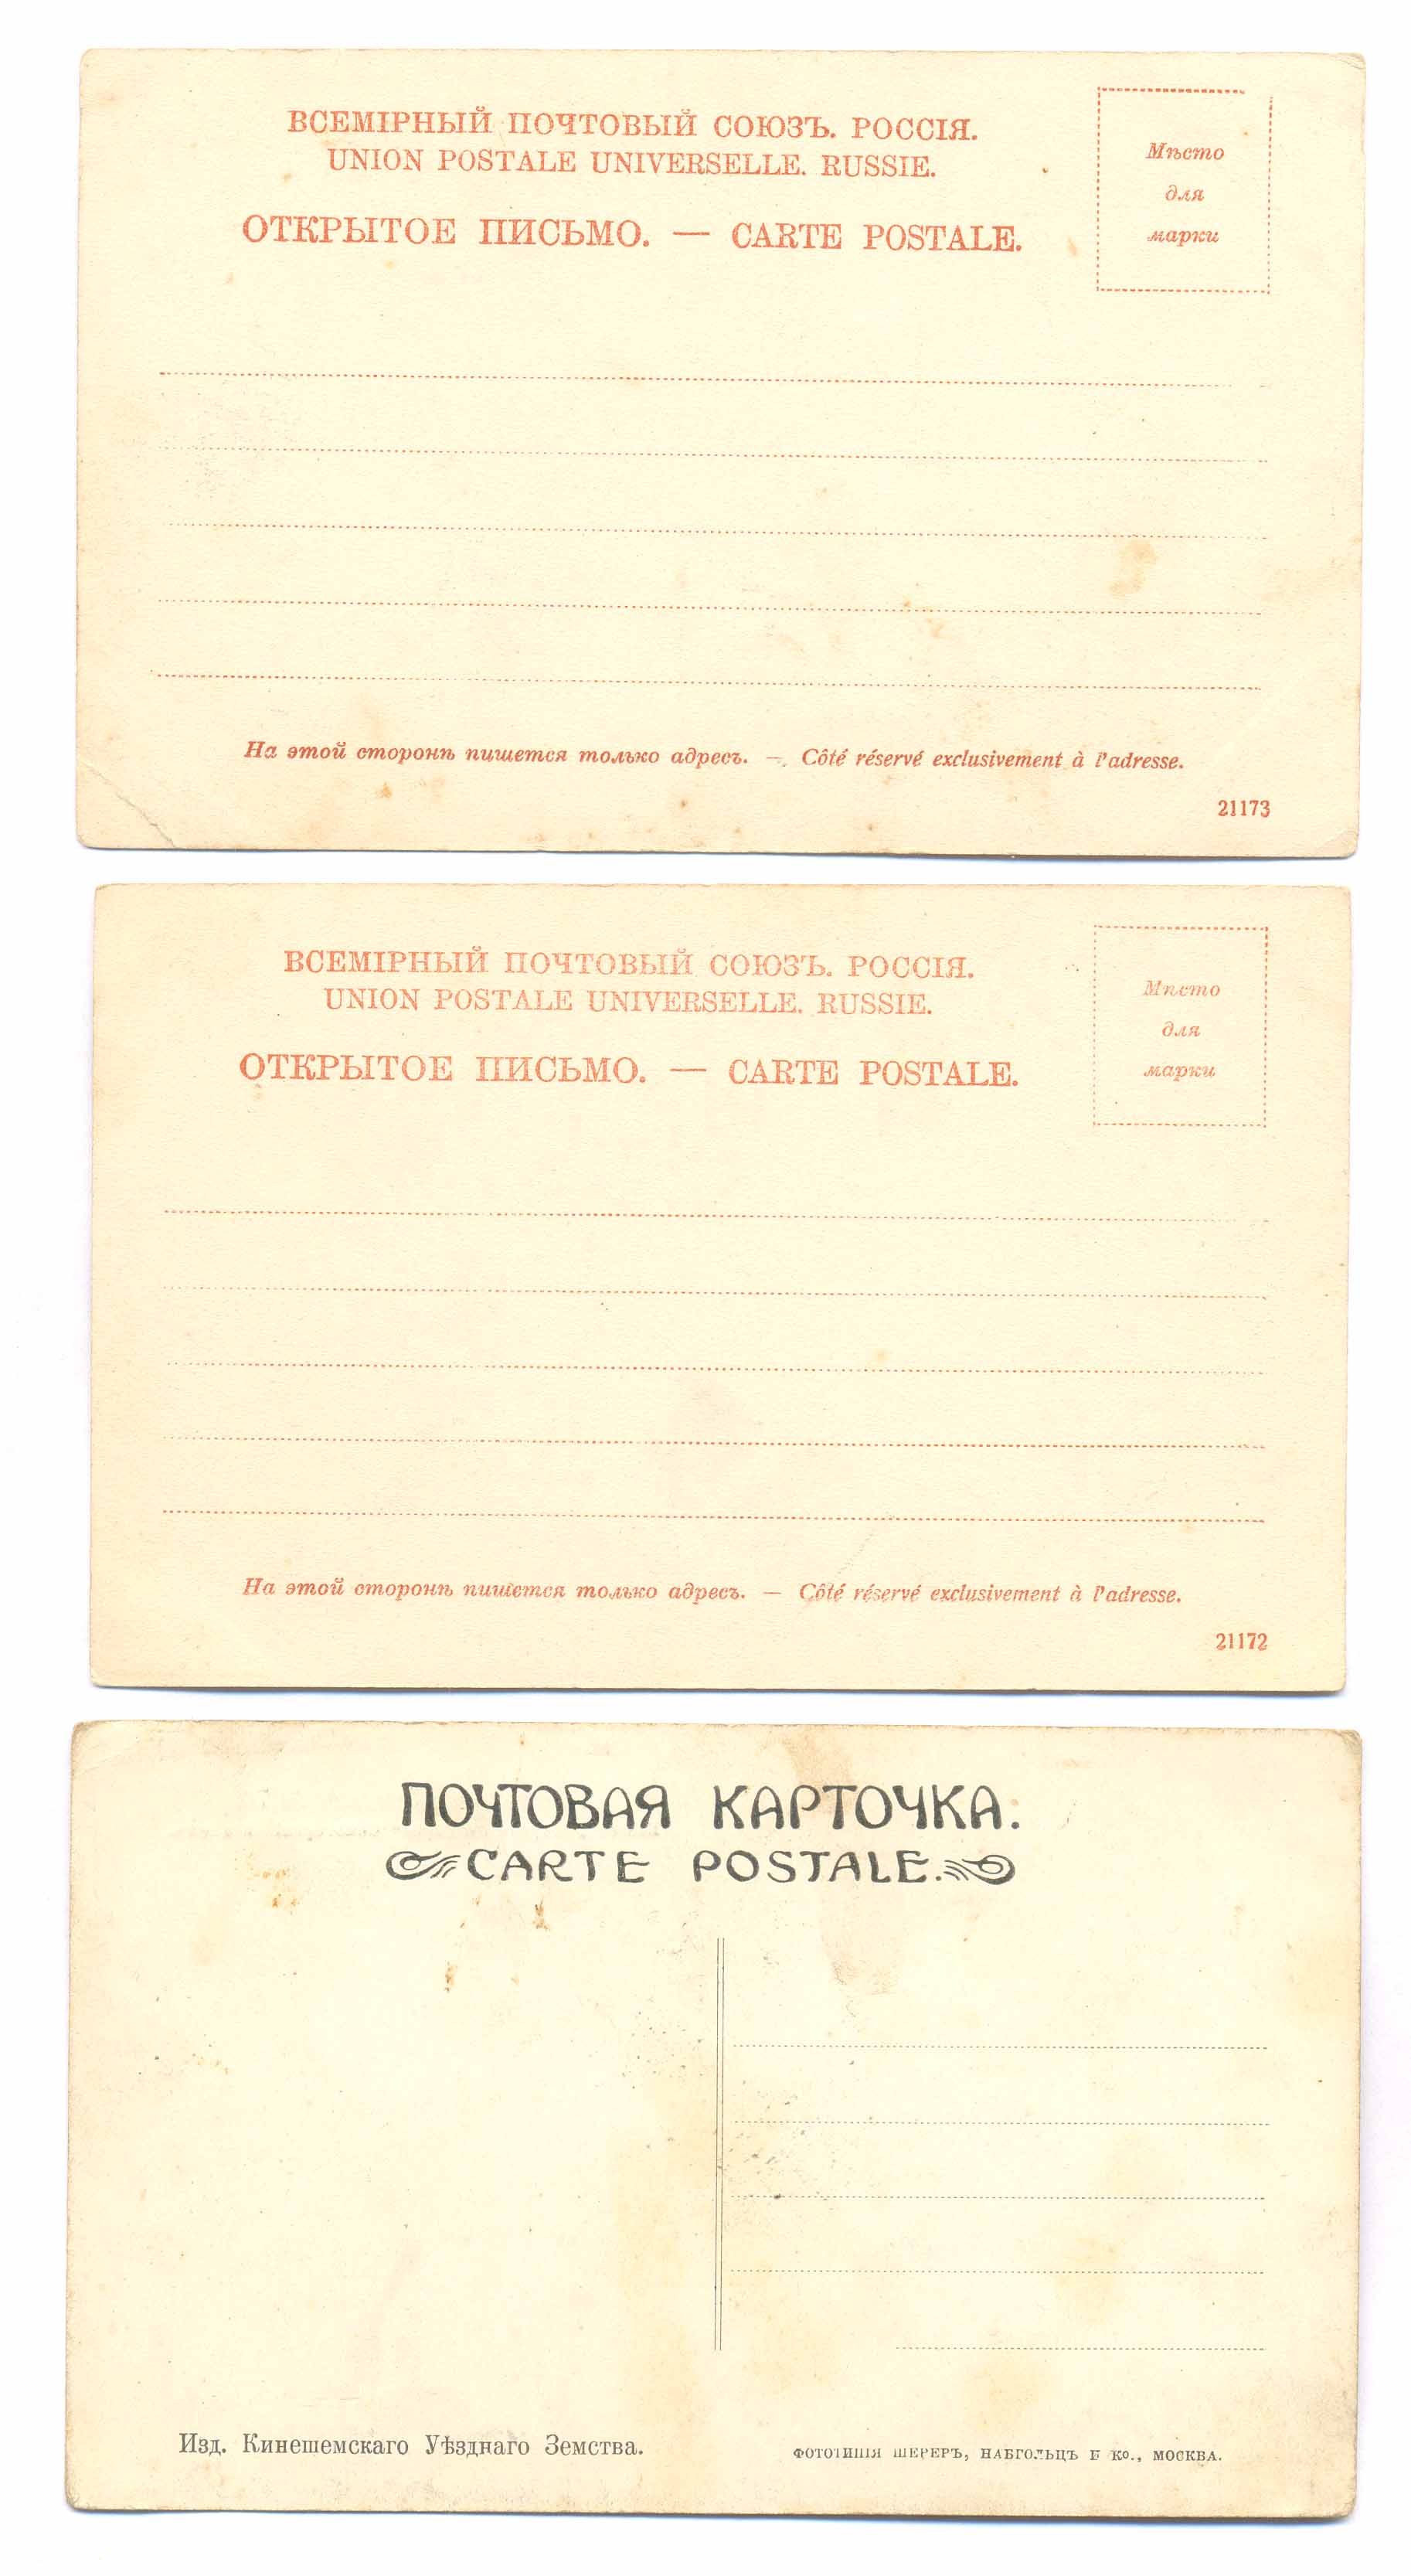 ВСЕМІРНЫЙ ПОЧТОВЫЙ СОЮЗЪ. РОССІЯ.
UNION POSTALE UNIVERSELLE. RUSSIE.
ОТКРЫТОЕ ПИСЬМО. — CARTE POSTALE.
Мѣсто
для
марки
На этой сторонѣ пишется только адресъ. — Côté réservé exclusivement à l'adresse.
21173
ВСЕМІРНЫЙ ПОЧТОВЫЙ СОЮЗЪ. РОССІЯ.
UNION POSTALE UNIVERSELLE. RUSSIE.
ОТКРЫТОЕ ПИСЬМО. — CARTE POSTALE.
Мѣсто
для
марки
На этой сторонѣ пишется только адресъ. — Côté réservé exclusivement à l'adresse.
21172
ПОЧТОВАЯ КАРТОЧКА.
CARTE POSTALE.
Изд. Кинешемскаго Уѣзднаго Земства.
ФОТОТИПІЯ ШЕРЕРЪ, НАБГОЛЬЦЪ И Ко., МОСКВА.